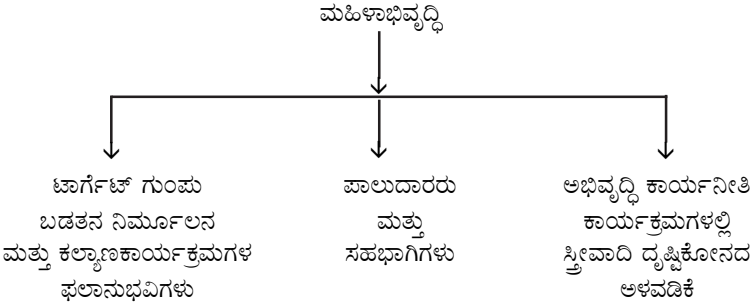 ಮಹಿಳಾಭಿವೃದ್ಧಿ
ಟಾರ್ಗೆಟ್ ಗುಂಪು
ಬಡತನ ನಿರ್ಮೂಲನ
ಮತ್ತು ಕಲ್ಯಾಣಕಾರ್ಯಕ್ರಮಗಳ
ಫಲಾನುಭವಿಗಳು
ಪಾಲುದಾರರು
ಮತ್ತು
ಸಹಭಾಗಿಗಳು
ಅಭಿವೃದ್ಧಿ ಕಾರ್ಯನೀತಿ
ಕಾರ್ಯಕ್ರಮಗಳಲ್ಲಿ
ಸ್ತ್ರೀವಾದಿ ದೃಷ್ಟಿಕೋನದ
ಅಳವಡಿಕೆ